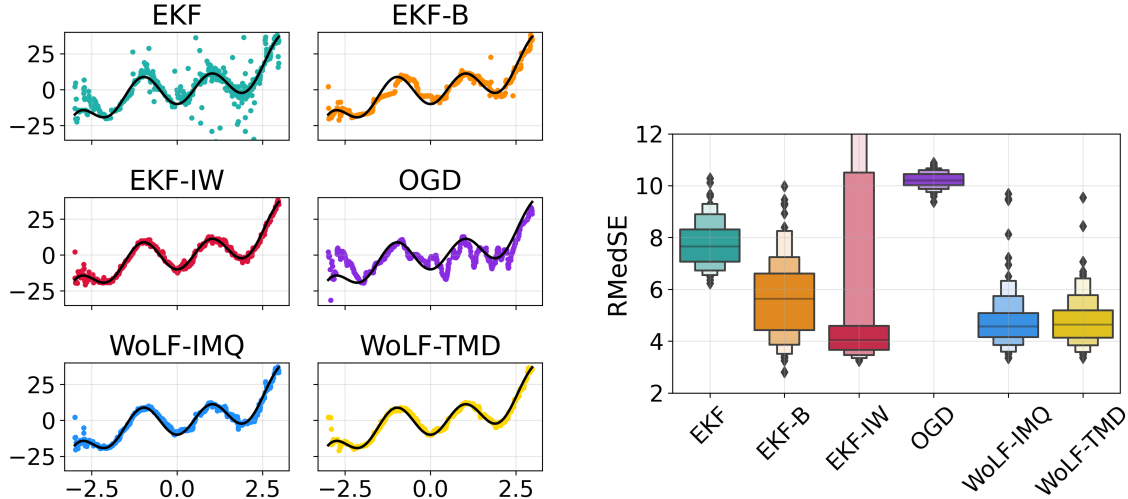 EKF
EKF-B
25
0
−25
EKF-IW
OGD
25
0
−25
WoLF-IMQ
WoLF-TMD
25
0
−25
−2.5 0.0 2.5
−2.5 0.0 2.5
RMedSE
12
10
8
6
4
2
EKF
EKF-B
EKF-IW
OGD
WoLF-IMQ
WoLF-TMD